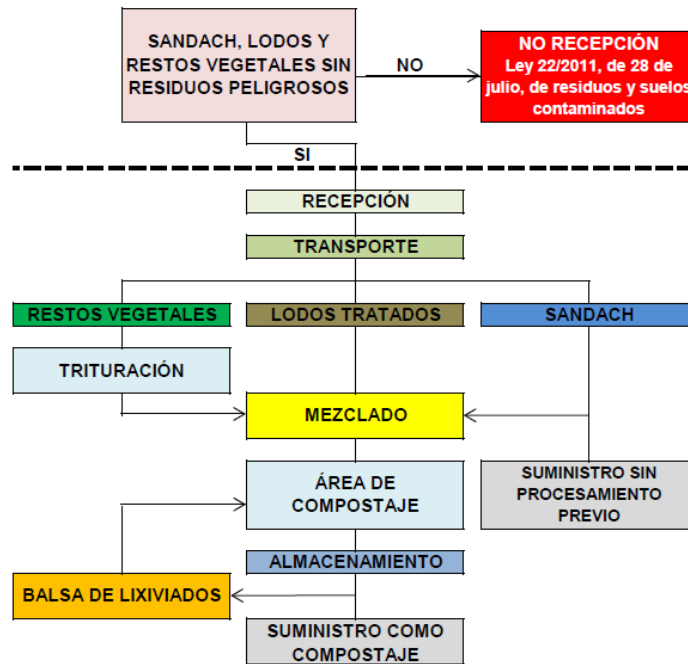 SANDACH, LODOS Y
RESTOS VEGETALES SIN
RESIDUOS PELIGROSOS
NO
NO RECEPCIÓN
Ley 22/2011, de 28 de
julio, de residuos y suelos
contaminados
SI
RECEPCIÓN
TRANSPORTE
RESTOS VEGETALES
LODOS TRATADOS
SANDACH
TRITURACIÓN
MEZCLADO
ÁREA DE
COMPOSTAJE
SUMINISTRO SIN
PROCESAMIENTO
PREVIO
ALMACENAMIENTO
BALSA DE LIXIVIADOS
SUMINISTRO COMO
COMPOSTAJE